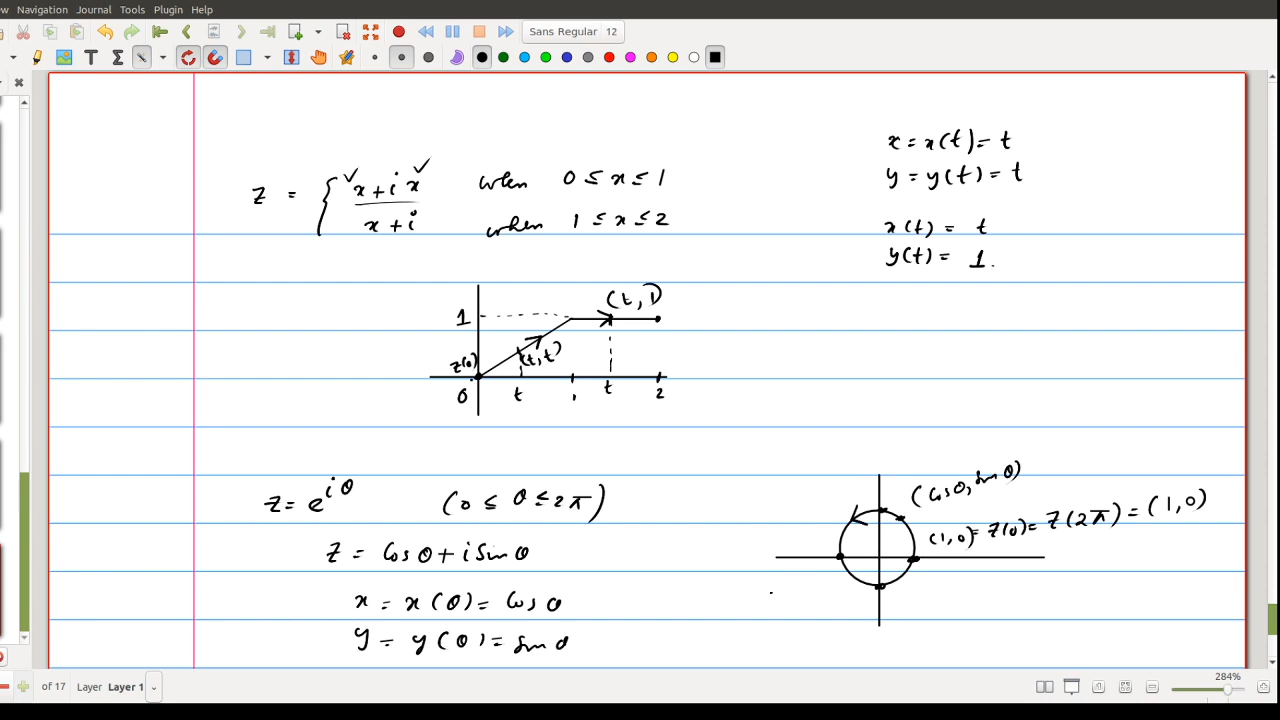 w Navigation Journal Tools Plugin Help
Sans Regular 12
x = x(t) = t
y = y(t) = t
z = { x + i x when 0 ≤ x ≤ 1
x + i when 1 ≤ x ≤ 2
x(t) = t
y(t) = 1.
1
(t, 1)
z(0)
(t, t)
0 t 1 t 2
z = e^{iθ} (0 ≤ θ ≤ 2π)
z = Cos θ + i Sin θ
x = x(θ) = Cos θ
y = y(θ) = Sin θ
(Cos θ, Sin θ)
(1, 0) = z(0) = z(2π) = (1, 0)
of 17 Layer Layer 1
284%